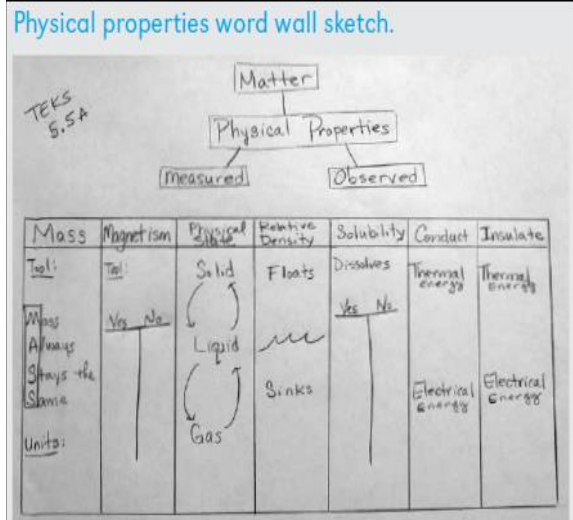 Physical properties word wall sketch.
Matter
TEKS
5.5A
Physical Properties
Measured
Observed
Mass
Magnetism
Physical State
Relative Density
Solubility
Conduct
Insulate
Tool:
Mass
Always
Stays the
Same
Units:
Tool:
Yes No
Solid
Liquid
Gas
Floats
Sinks
Dissolves
Yes No
Thermal
energy
Electrical
Energy
Thermal
Energy
Electrical
Energy